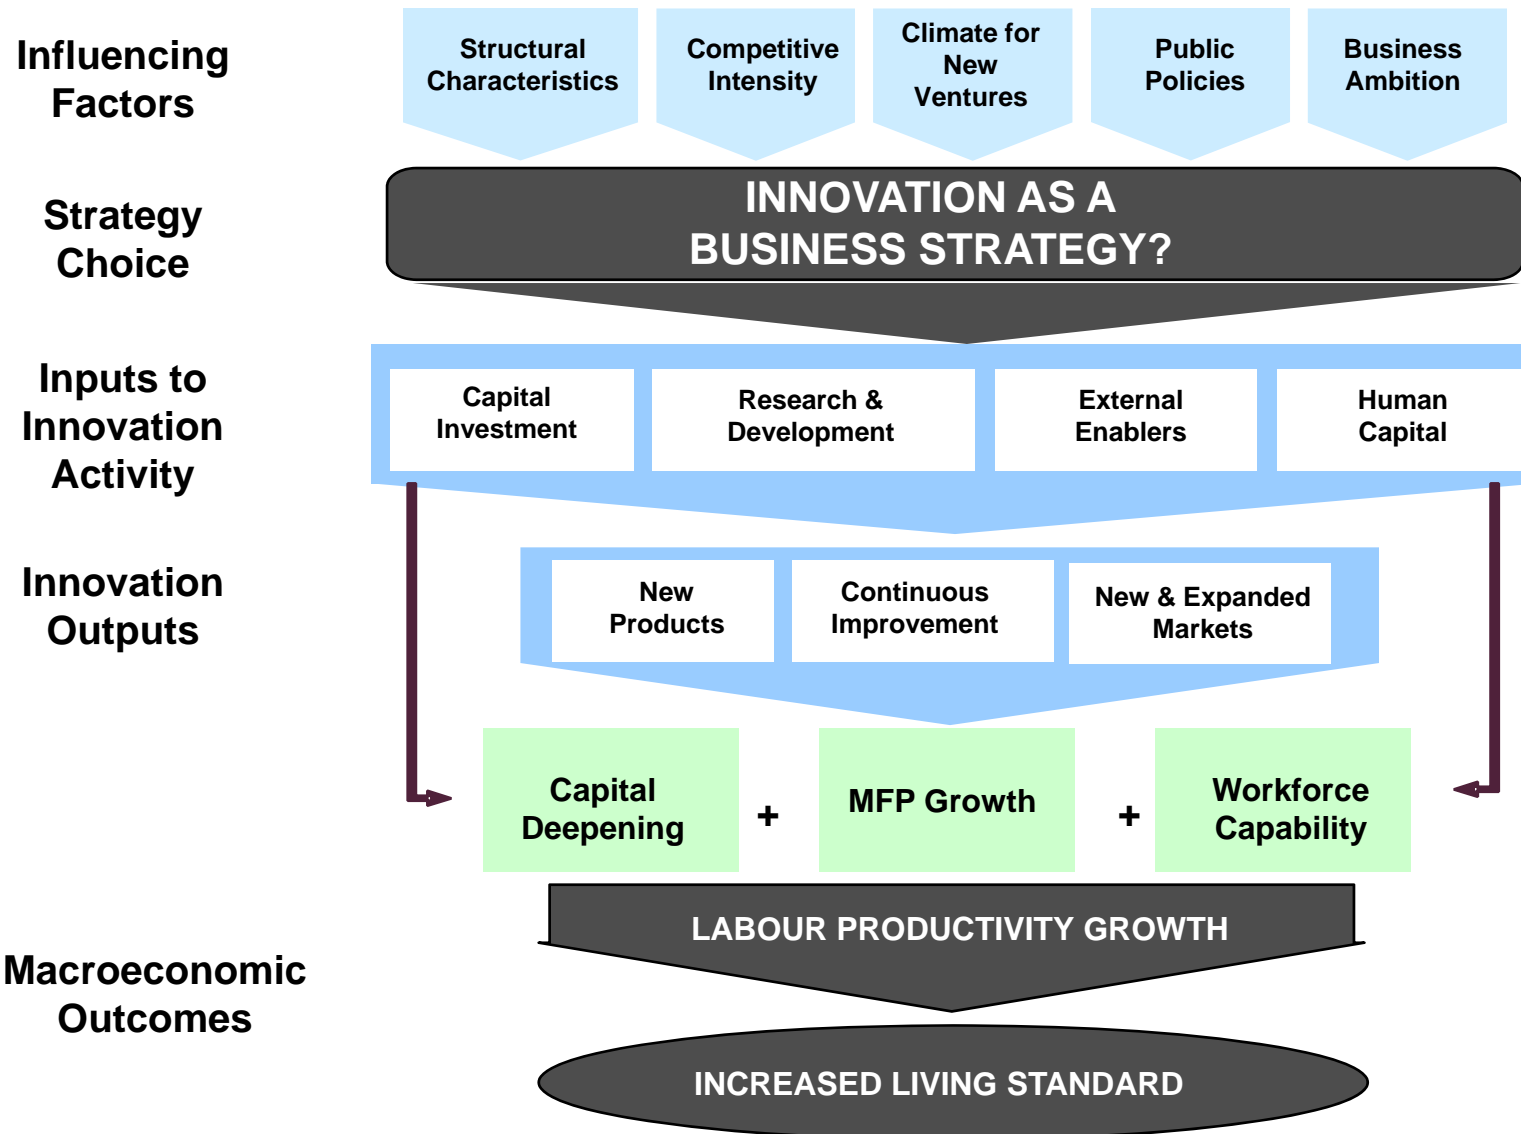 Influencing
Factors
Structural
Characteristics
Competitive
Intensity
Climate for
New
Ventures
Public
Policies
Business
Ambition
Strategy
Choice
INNOVATION AS A
BUSINESS STRATEGY?
Inputs to
Innovation
Activity
Capital
Investment
Research &
Development
External
Enablers
Human
Capital
Innovation
Outputs
New
Products
Continuous
Improvement
New & Expanded
Markets
Capital
Deepening
+
MFP Growth
+
Workforce
Capability
Macroeconomic
Outcomes
LABOUR PRODUCTIVITY GROWTH
INCREASED LIVING STANDARD